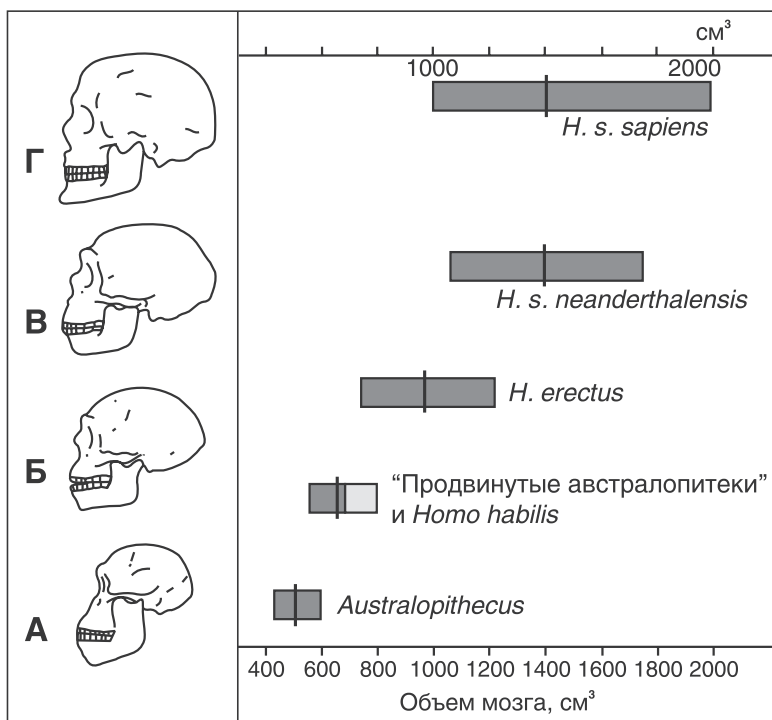 см³
1000 2000
H. s. sapiens
Г
H. s. neanderthalensis
В
H. erectus
Б
“Продвинутые австралопитеки”
и Homo habilis
Australopithecus
А
400 600 800 1000 1200 1400 1600 1800 2000
Объем мозга, см³